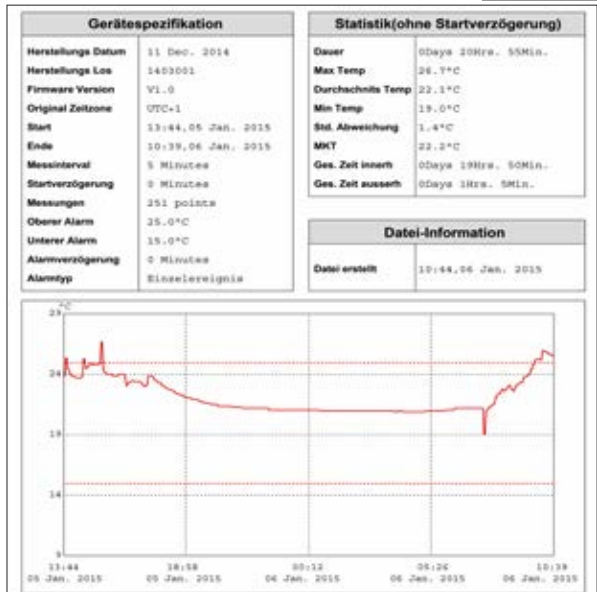 Gerätespezifikation
Herstellungs Datum 11 Dec. 2014
Herstellungs Los 1403001
Firmware Version V1.0
Original Zeitzone UTC+1
Start 13:44,05 Jan. 2015
Ende 10:39,06 Jan. 2015
Messinterval 5 Minutes
Startverzögerung 0 Minutes
Messungen 251 points
Oberer Alarm 25.0°C
Unterer Alarm 15.0°C
Alarmverzögerung 0 Minutes
Alarmtyp Einzelereignis
Statistik(ohne Startverzögerung)
Dauer 0Days 20Hrs. 55Min.
Max Temp 26.7°C
Durchschnits Temp 22.1°C
Min Temp 19.0°C
Std. Abweichung 1.4°C
MKT 22.2°C
Ges. Zeit innerh 0Days 19Hrs. 50Min.
Ges. Zeit ausserh 0Days 1Hrs. 5Min.
Datei-Information
Datei erstellt 10:44,06 Jan. 2015
°C
29
24
19
14
9
13:44 18:58 00:12 05:26 10:39
05 Jan. 2015 05 Jan. 2015 06 Jan. 2015 06 Jan. 2015 06 Jan. 2015